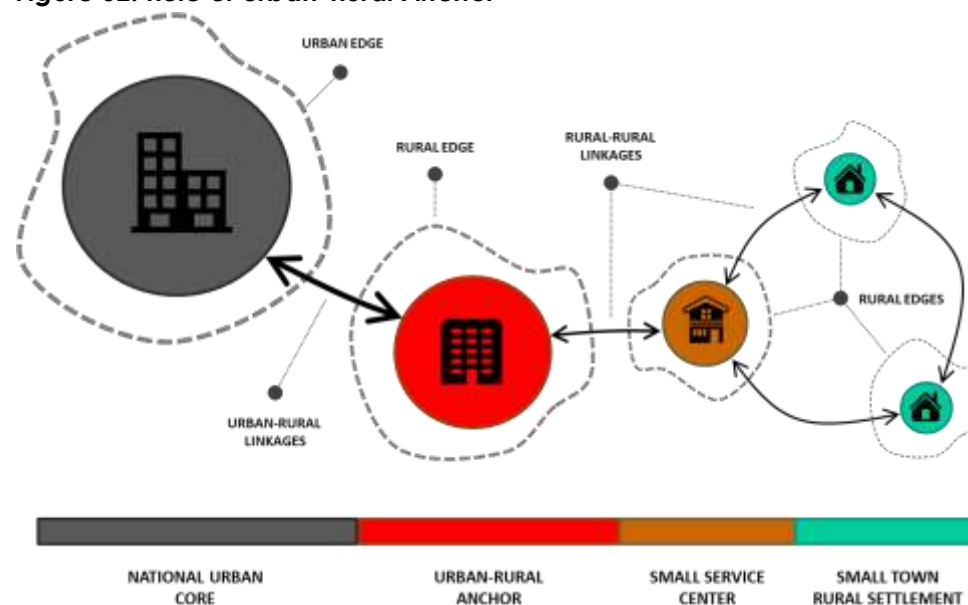 URBAN EDGE
RURAL EDGE
RURAL-RURAL
LINKAGES
RURAL EDGES
URBAN-RURAL
LINKAGES
NATIONAL URBAN
CORE
URBAN-RURAL
ANCHOR
SMALL SERVICE
CENTER
SMALL TOWN
RURAL SETTLEMENT